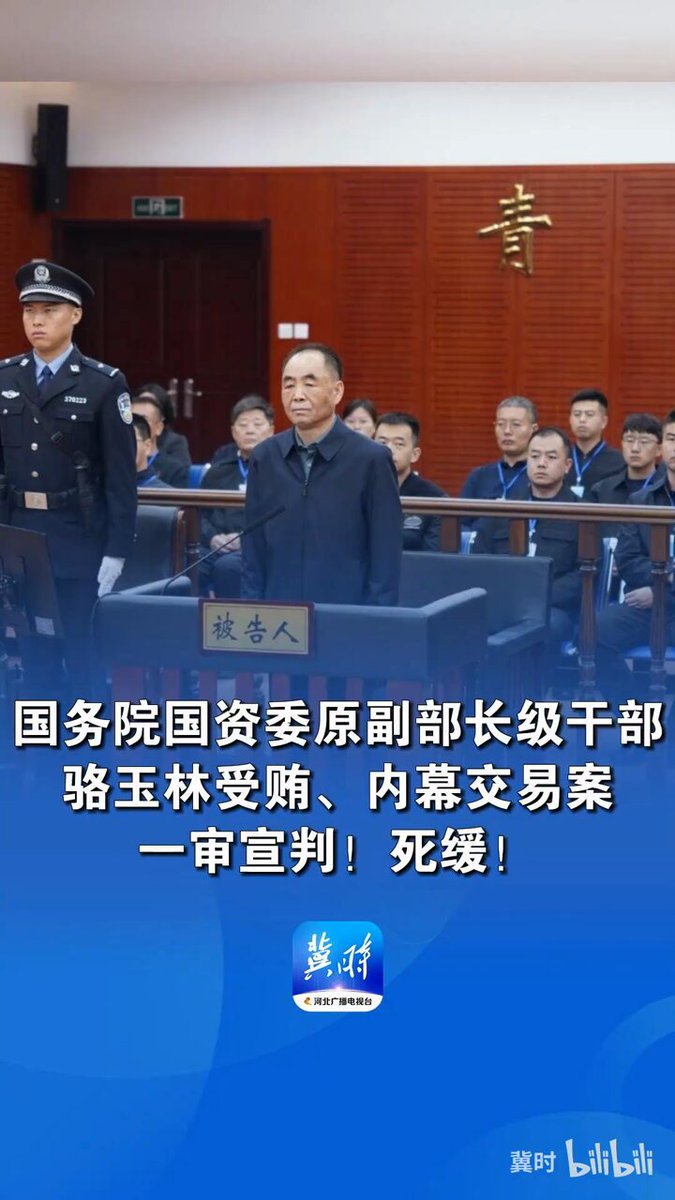 青
370223
被告人
国务院国资委原副部长级干部
骆玉林受贿、内幕交易案
一审宣判！死缓！
冀时
河北广播电视台
冀时 bilibili